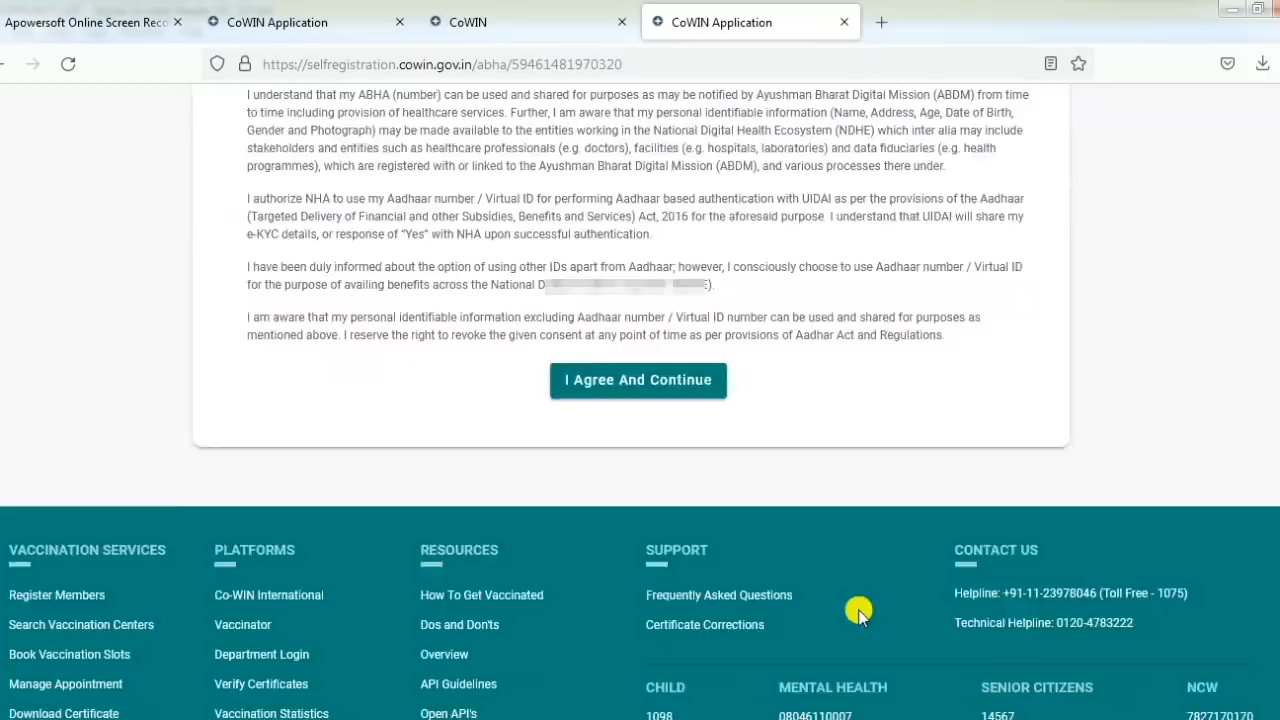 Apowersoft Online Screen Reco
CoWIN Application
CoWIN
CoWIN Application
https://selfregistration.cowin.gov.in/abha/59461481970320
I understand that my ABHA (number) can be used and shared for purposes as may be notified by Ayushman Bharat Digital Mission (ABDM) from time
to time including provision of healthcare services. Further, I am aware that my personal identifiable information (Name, Address, Age, Date of Birth,
Gender and Photograph) may be made available to the entities working in the National Digital Health Ecosystem (NDHE) which inter alia may include
stakeholders and entities such as healthcare professionals (e.g. doctors), facilities (e.g. hospitals, laboratories) and data fiduciaries (e.g. health
programmes), which are registered with or linked to the Ayushman Bharat Digital Mission (ABDM), and various processes there under.
I authorize NHA to use my Aadhaar number / Virtual ID for performing Aadhaar based authentication with UIDAI as per the provisions of the Aadhaar
(Targeted Delivery of Financial and other Subsidies, Benefits and Services) Act, 2016 for the aforesaid purpose I understand that UIDAI will share my
e-KYC details, or response of “Yes” with NHA upon successful authentication.
I have been duly informed about the option of using other IDs apart from Aadhaar; however, I consciously choose to use Aadhaar number / Virtual ID
for the purpose of availing benefits across the National
I am aware that my personal identifiable information excluding Aadhaar number / Virtual ID number can be used and shared for purposes as
mentioned above. I reserve the right to revoke the given consent at any point of time as per provisions of Aadhar Act and Regulations.
I Agree And Continue
VACCINATION SERVICES
Register Members
Search Vaccination Centers
Book Vaccination Slots
Manage Appointment
Download Certificate
PLATFORMS
Co-WIN International
Vaccinator
Department Login
Verify Certificates
Vaccination Statistics
RESOURCES
How To Get Vaccinated
Dos and Don'ts
Overview
API Guidelines
Open API's
SUPPORT
Frequently Asked Questions
Certificate Corrections
CONTACT US
Helpline: +91-11-23978046 (Toll Free - 1075)
Technical Helpline: 0120-4783222
CHILD
1098
MENTAL HEALTH
08046110007
SENIOR CITIZENS
14567
NCW
7827170170